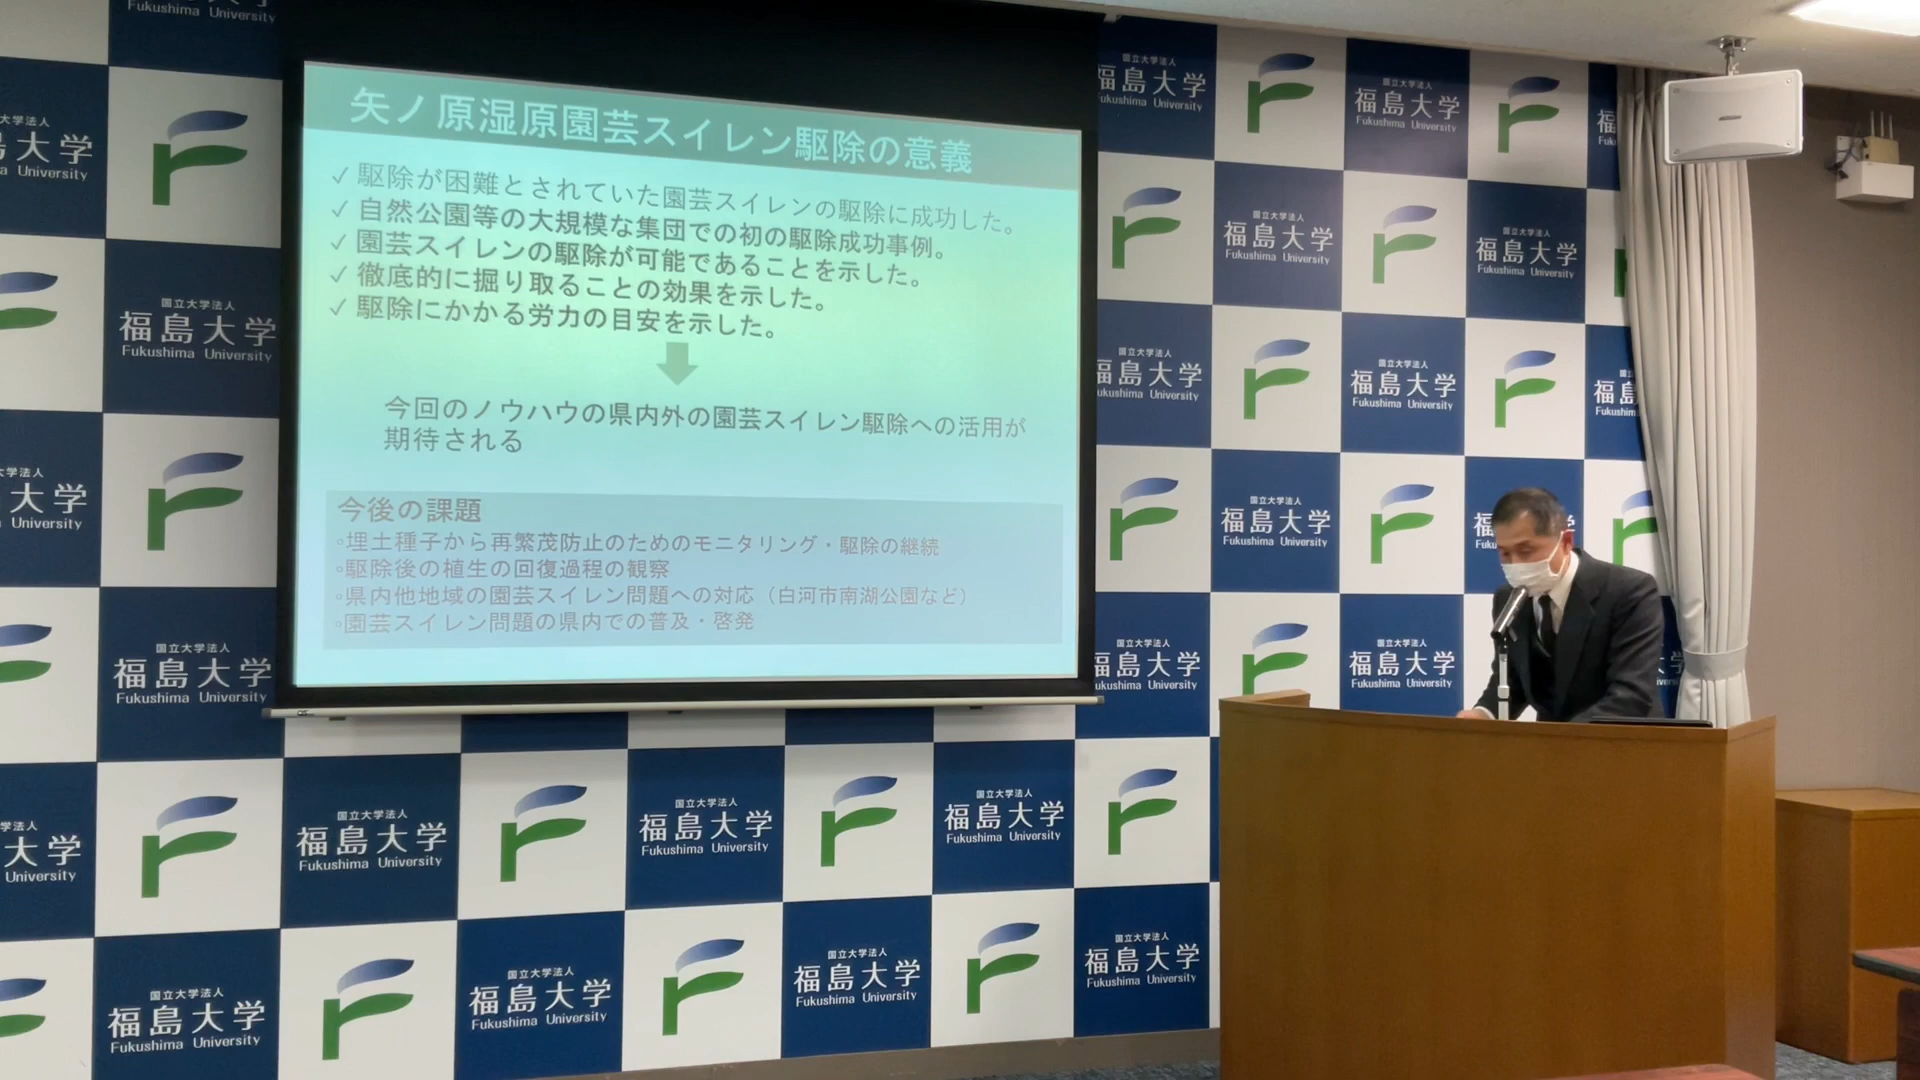 矢ノ原湿原園芸スイレン駆除の意義
✓ 駆除が困難とされていた園芸スイレンの駆除に成功した。
✓ 自然公園等の大規模な集団での初の駆除成功事例。
✓ 園芸スイレンの駆除が可能であることを示した。
✓ 徹底的に掘り取ることの効果を示した。
✓ 駆除にかかる労力の目安を示した。
今回のノウハウの県内外の園芸スイレン駆除への活用が
期待される
今後の課題
◦埋土種子から再繁茂防止のためのモニタリング・駆除の継続
◦駆除後の植生の回復過程の観察
◦県内他地域の園芸スイレン問題への対応（白河市南湖公園など）
◦園芸スイレン問題の県内での普及・啓発
国立大学法人
福島大学
Fukushima University